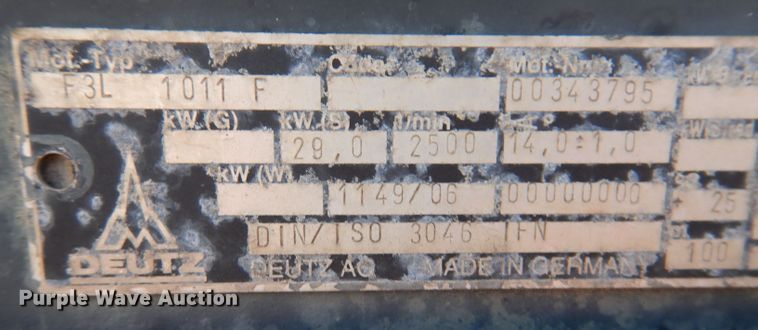 Mot.-Typ Code Mot.-Nr.
F3L 1011 F 00343795
kW (G) kW (S) 1/min
29,0 2500 14,0±1,0
kW (W)
1149/06 00000000 + 25
DIN/ISO 3046 IFN 100
DEUTZ DEUTZ AG MADE IN GERMANY
Purple Wave Auction